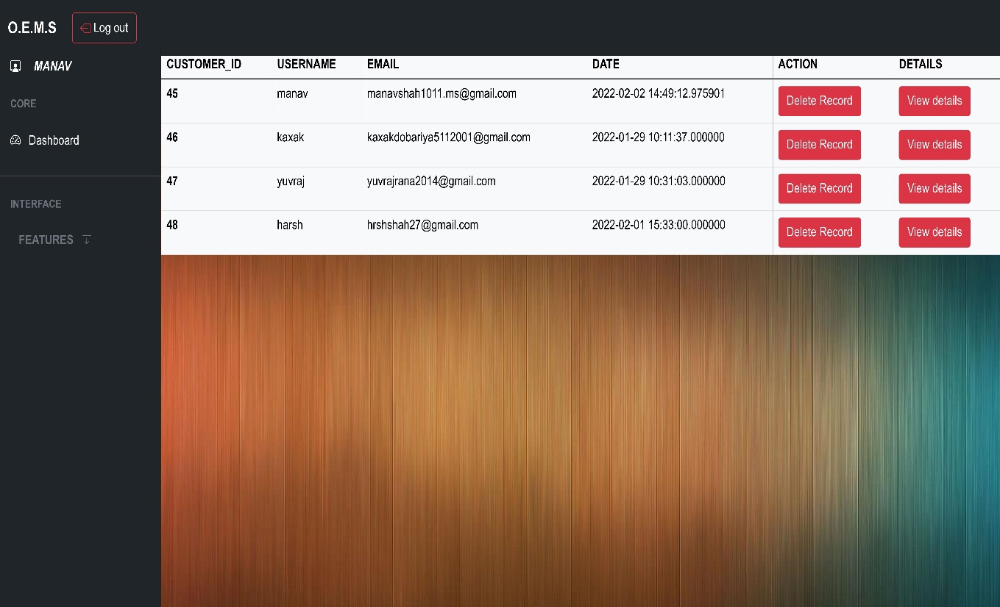 O.E.M.S Log out
MANAV
CORE
Dashboard
INTERFACE
FEATURES
CUSTOMER_ID USERNAME EMAIL DATE ACTION DETAILS
45 manav manavshah1011.ms@gmail.com 2022-02-02 14:49:12.975901 Delete Record View details
46 kaxak kaxakdobariya5112001@gmail.com 2022-01-29 10:11:37.000000 Delete Record View details
47 yuvraj yuvrajrana2014@gmail.com 2022-01-29 10:31:03.000000 Delete Record View details
48 harsh hrshshah27@gmail.com 2022-02-01 15:33:00.000000 Delete Record View details